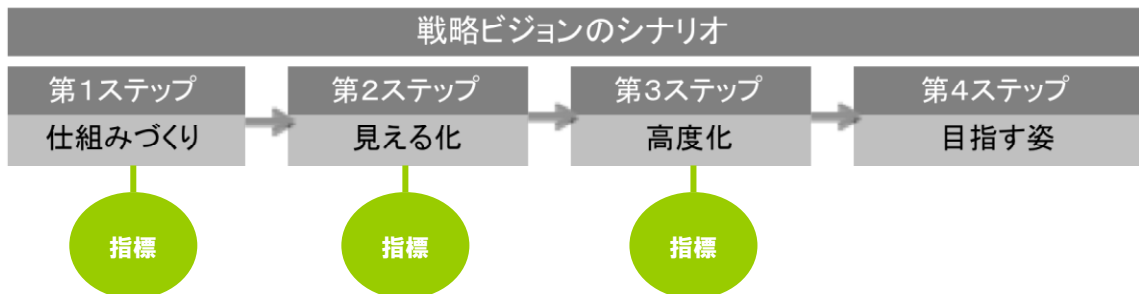 戦略ビジョンのシナリオ
第1ステップ
仕組みづくり
第2ステップ
見える化
第3ステップ
高度化
第4ステップ
目指す姿
指標
指標
指標